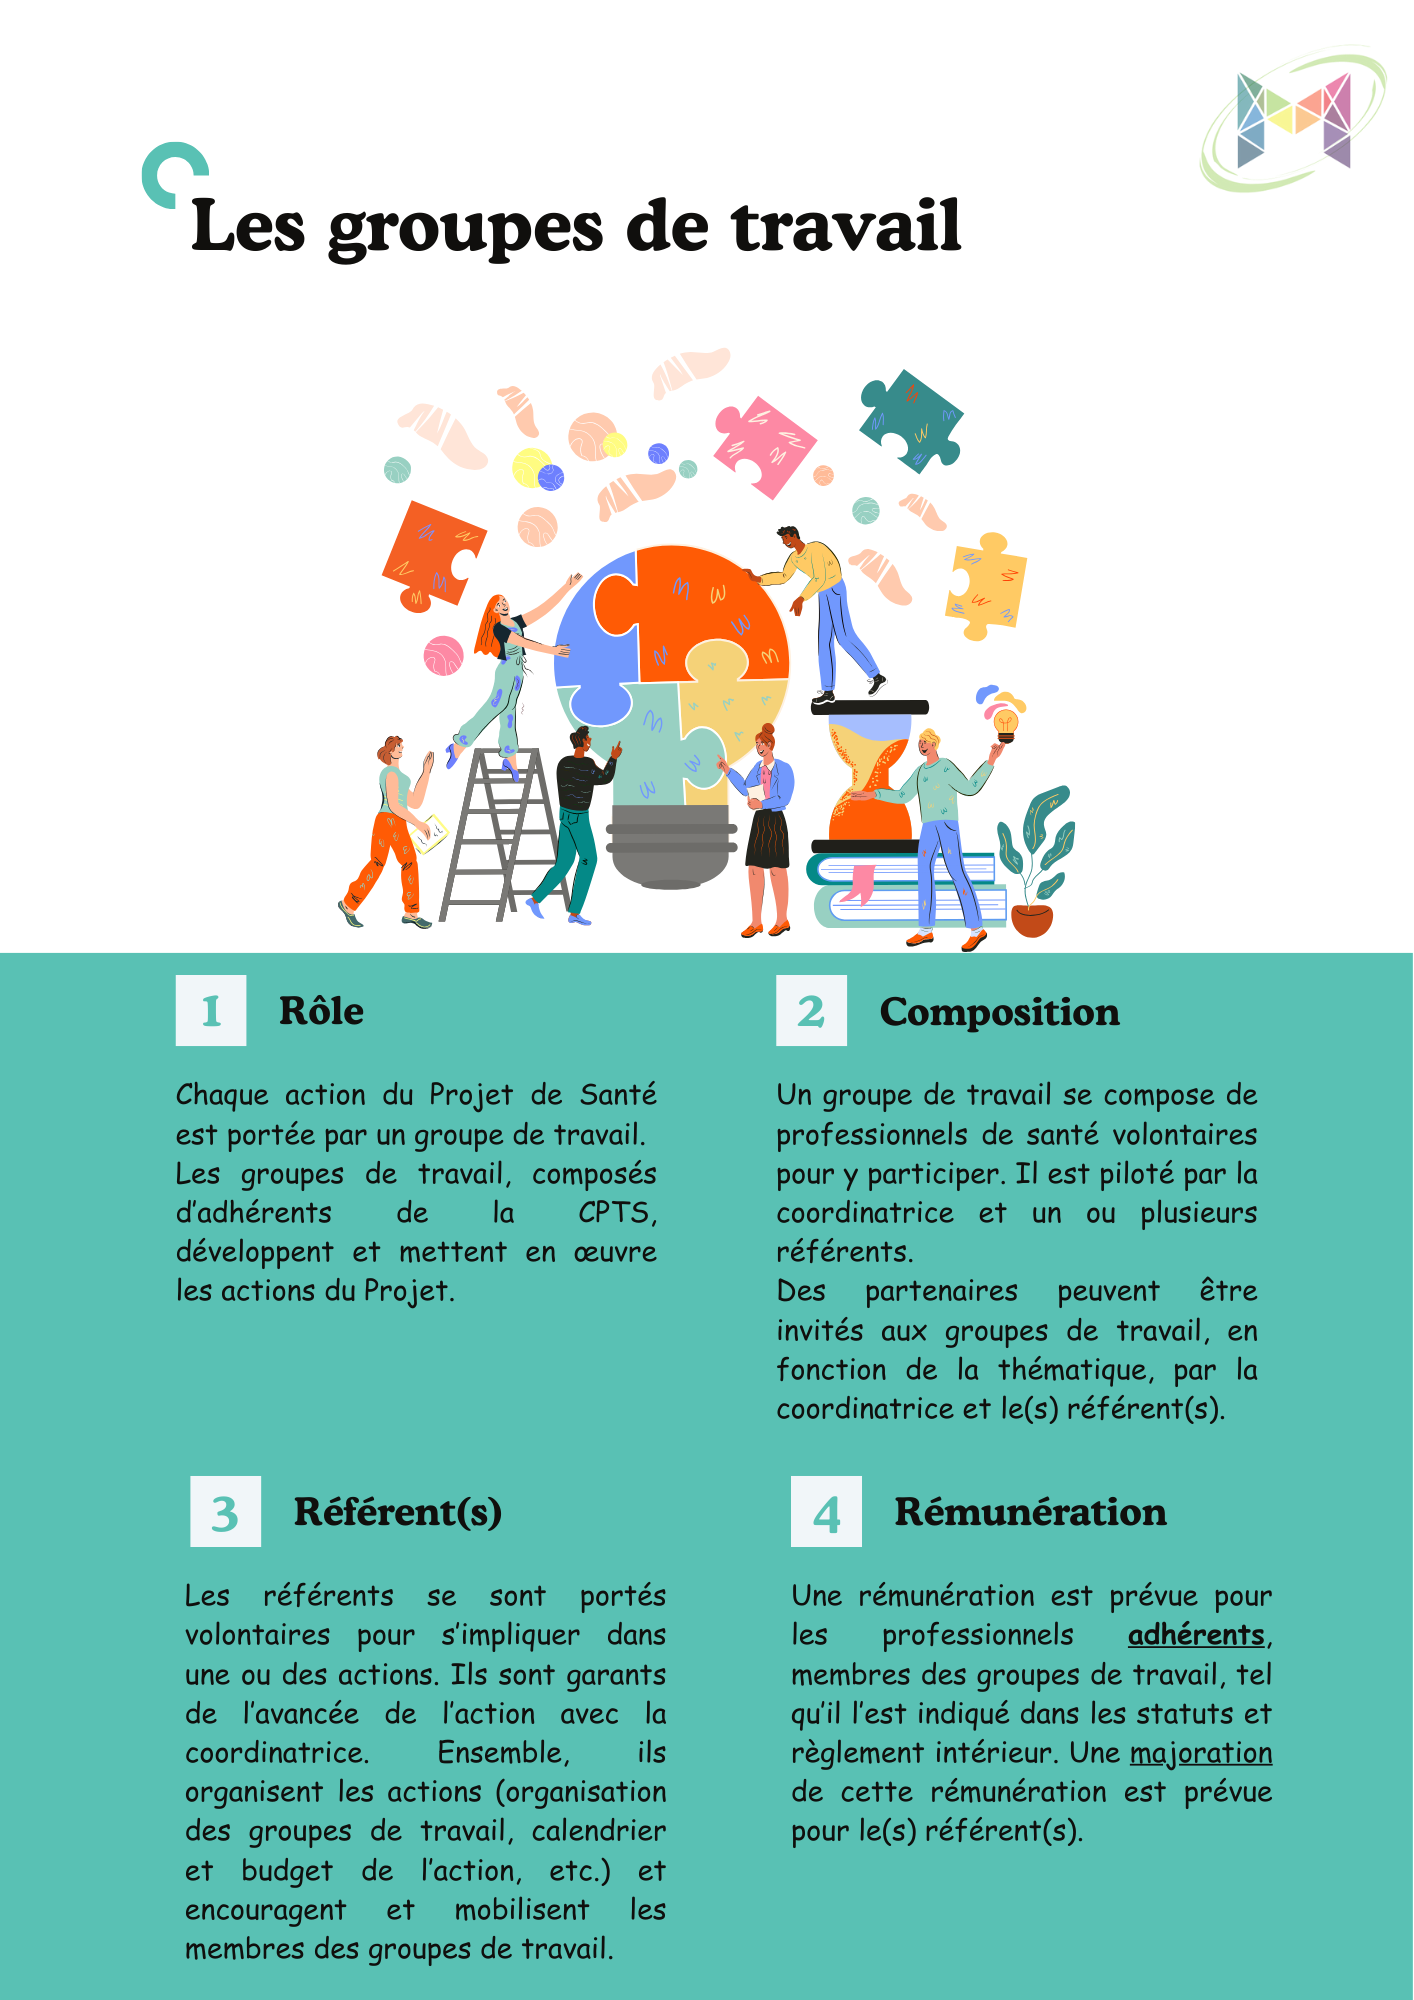 Les groupes de travail
1
Rôle
Chaque action du Projet de Santé
est portée par un groupe de travail.
Les groupes de travail, composés
d'adhérents de la CPTS,
développent et mettent en œuvre
les actions du Projet.
2
Composition
Un groupe de travail se compose de
professionnels de santé volontaires
pour y participer. Il est piloté par la
coordinatrice et un ou plusieurs
référents.
Des partenaires peuvent être
invités aux groupes de travail, en
fonction de la thématique, par la
coordinatrice et le(s) référent(s).
3
Référent(s)
Les référents se sont portés
volontaires pour s'impliquer dans
une ou des actions. Ils sont garants
de l'avancée de l'action avec la
coordinatrice. Ensemble, ils
organisent les actions (organisation
des groupes de travail, calendrier
et budget de l'action, etc.) et
encouragent et mobilisent les
membres des groupes de travail.
4
Rémunération
Une rémunération est prévue pour
les professionnels adhérents,
membres des groupes de travail, tel
qu'il l'est indiqué dans les statuts et
règlement intérieur. Une majoration
de cette rémunération est prévue
pour le(s) référent(s).